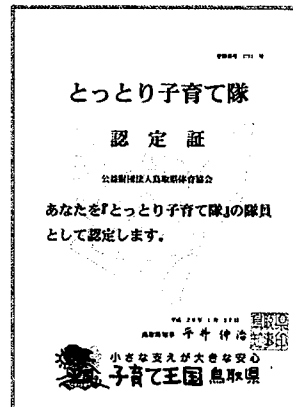 とっとり子育て隊
認定証
公益財団法人鳥取県体育協会
あなたを『とっとり子育て隊』の隊員
として認定します。
鳥取県知事 平井伸治
小さな支えが大きな安心
子育て王国 鳥取県